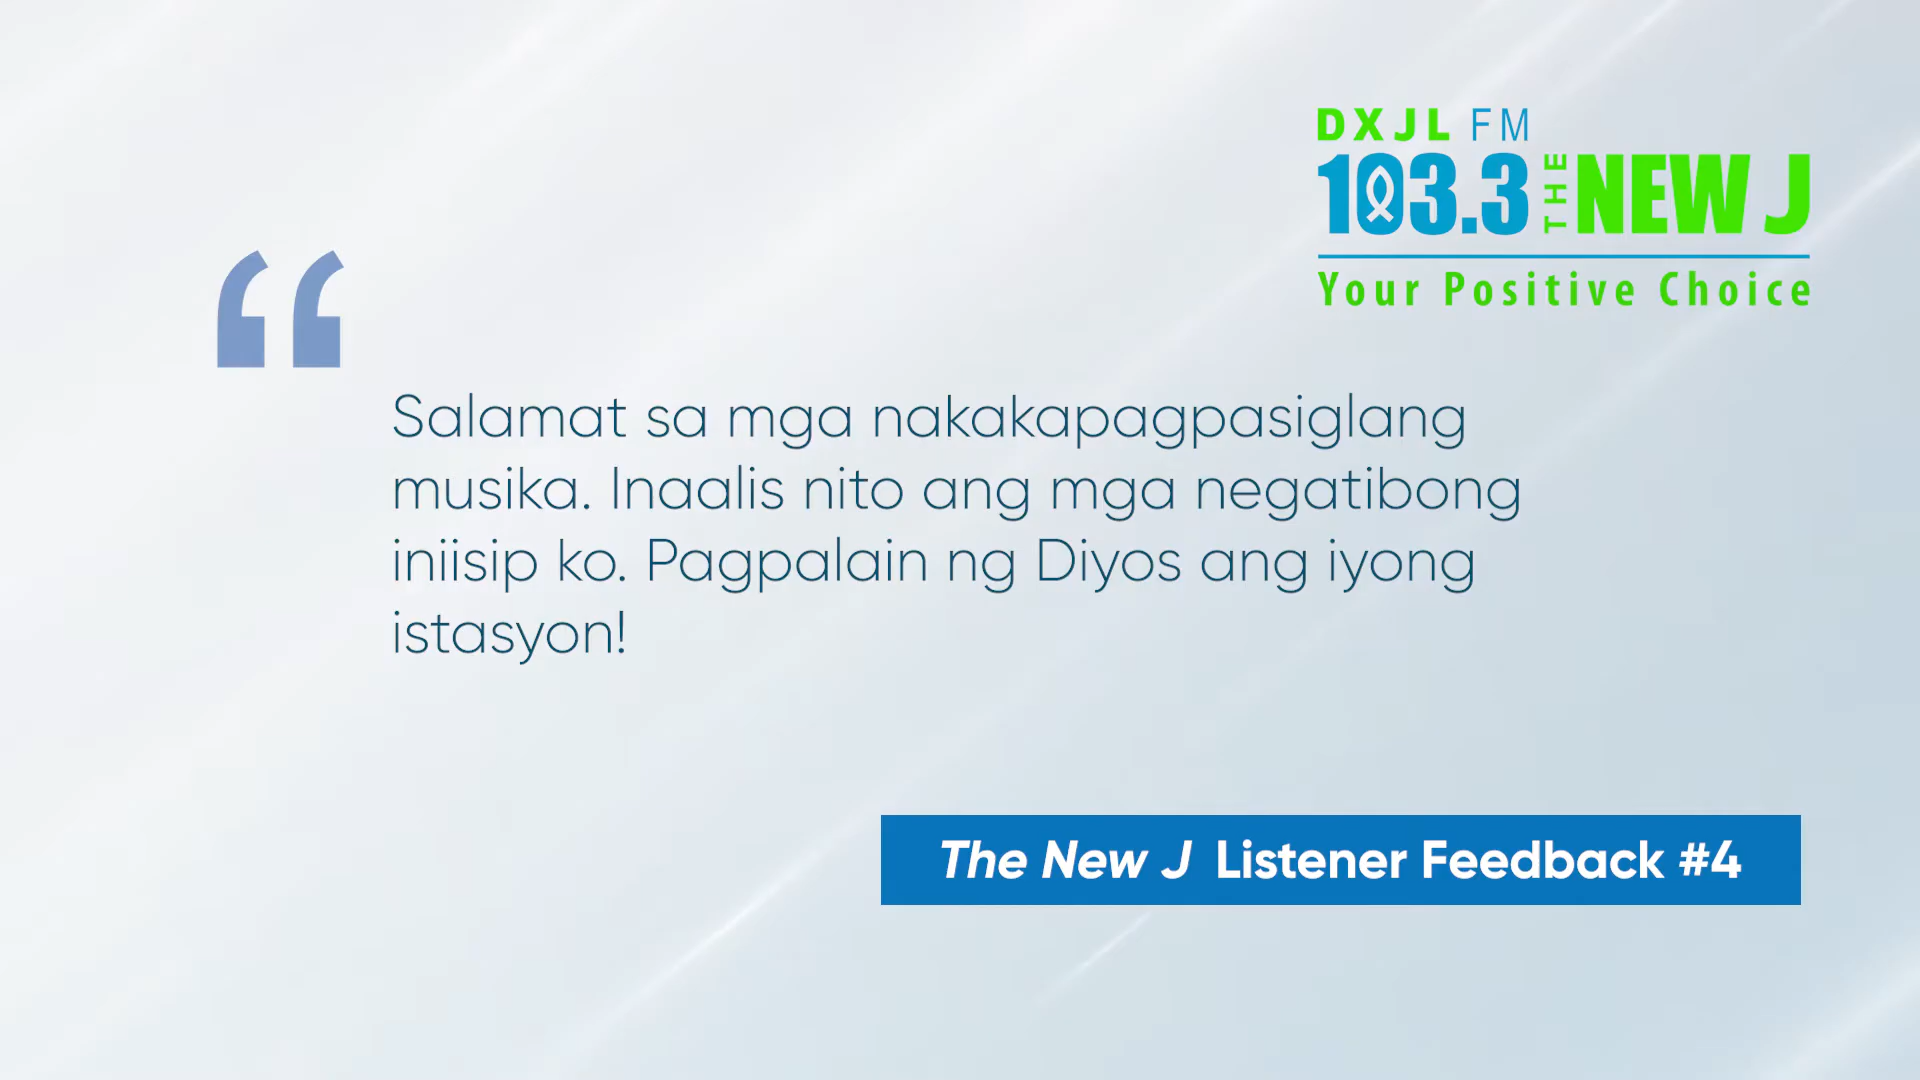 DXJL FM
103.3 THE NEW J
Your Positive Choice
“
Salamat sa mga nakakapagpasiglang
musika. Inaalis nito ang mga negatibong
iniisip ko. Pagpalain ng Diyos ang iyong
istasyon!
The New J Listener Feedback #4